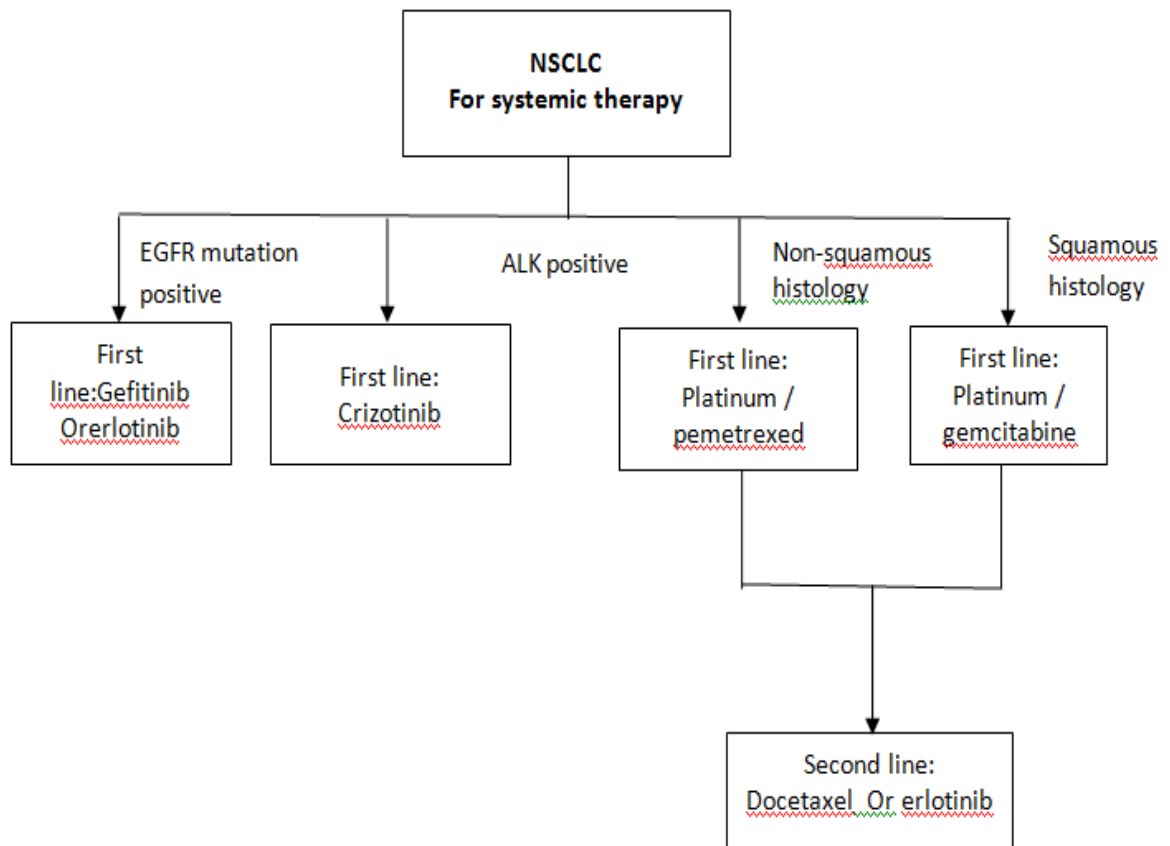 NSCLC
For systemic therapy
EGFR mutation
positive
ALK positive
Non-squamous
histology
Squamous
histology
First
line:Gefitinib
Orerlotinib
First line:
Crizotinib
First line:
Platinum /
pemetrexed
First line:
Platinum /
gemcitabine
Second line:
Docetaxel Or erlotinib